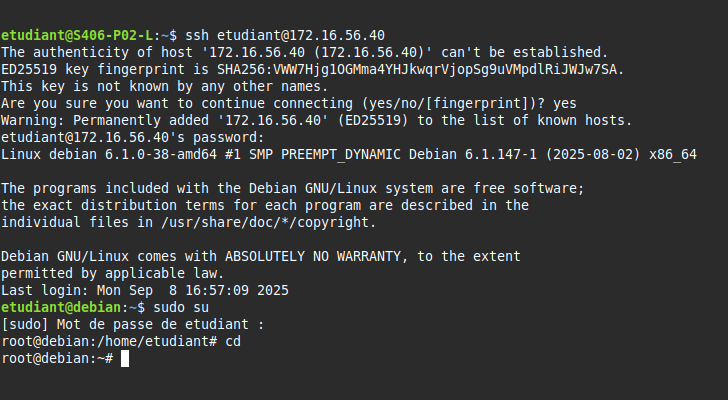 etudiant@S406-P02-L:~$ ssh etudiant@172.16.56.40
The authenticity of host '172.16.56.40 (172.16.56.40)' can't be established.
ED25519 key fingerprint is SHA256:VWW7Hjg1OGMma4YHJkwqrVjopSg9uVMpdlRiJWJw7SA.
This key is not known by any other names.
Are you sure you want to continue connecting (yes/no/[fingerprint])? yes
Warning: Permanently added '172.16.56.40' (ED25519) to the list of known hosts.
etudiant@172.16.56.40's password:
Linux debian 6.1.0-38-amd64 #1 SMP PREEMPT_DYNAMIC Debian 6.1.147-1 (2025-08-02) x86_64
The programs included with the Debian GNU/Linux system are free software;
the exact distribution terms for each program are described in the
individual files in /usr/share/doc/*/copyright.
Debian GNU/Linux comes with ABSOLUTELY NO WARRANTY, to the extent
permitted by applicable law.
Last login: Mon Sep  8 16:57:09 2025
etudiant@debian:~$ sudo su
[sudo] Mot de passe de etudiant :
root@debian:/home/etudiant# cd
root@debian:~#